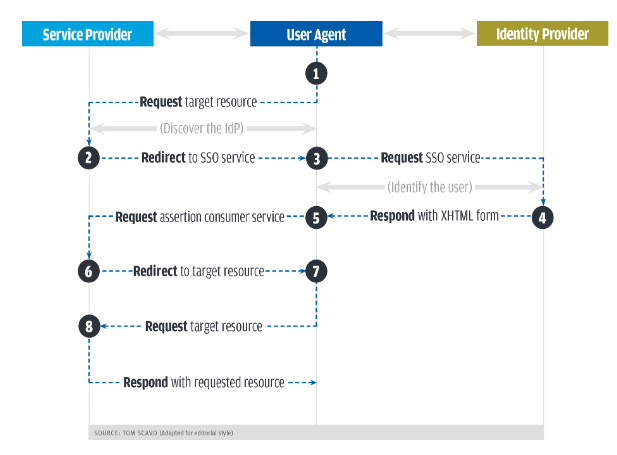 Service Provider
User Agent
Identity Provider
1
Request target resource
(Discover the IdP)
2
Redirect to SSO service
3
Request SSO service
(Identify the user)
Request assertion consumer service
5
Respond with XHTML form
4
6
Redirect to target resource
7
8
Request target resource
Respond with requested resource
SOURCE: TOM SCAVO (Adapted for editorial style)